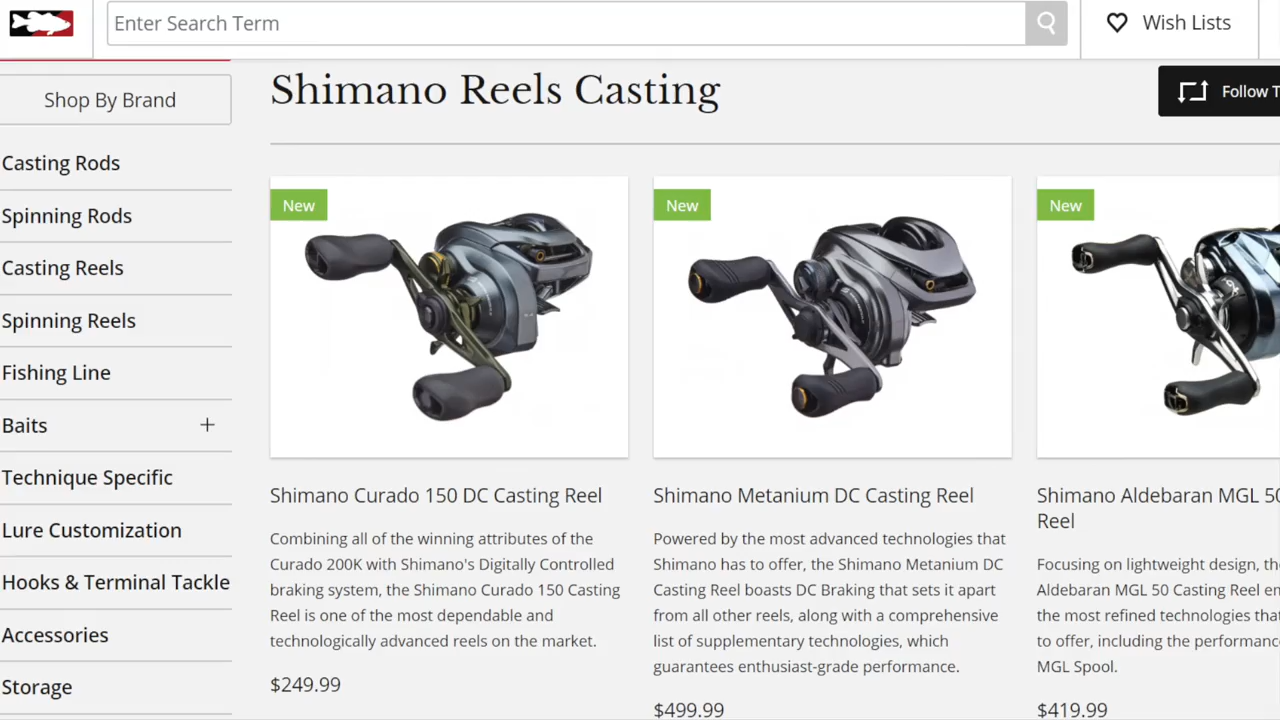 Enter Search Term
Wish Lists
Shop By Brand
Casting Rods
Spinning Rods
Casting Reels
Spinning Reels
Fishing Line
Baits +
Technique Specific
Lure Customization
Hooks & Terminal Tackle
Accessories
Storage
Shimano Reels Casting
Follow T
New
Shimano Curado 150 DC Casting Reel
Combining all of the winning attributes of the
Curado 200K with Shimano's Digitally Controlled
braking system, the Shimano Curado 150 Casting
Reel is one of the most dependable and
technologically advanced reels on the market.
$249.99
New
Shimano Metanium DC Casting Reel
Powered by the most advanced technologies that
Shimano has to offer, the Shimano Metanium DC
Casting Reel boasts DC Braking that sets it apart
from all other reels, along with a comprehensive
list of supplementary technologies, which
guarantees enthusiast-grade performance.
$499.99
New
Shimano Aldebaran MGL 50
Reel
Focusing on lightweight design, the
Aldebaran MGL 50 Casting Reel en
the most refined technologies that
to offer, including the performance
MGL Spool.
$419.99